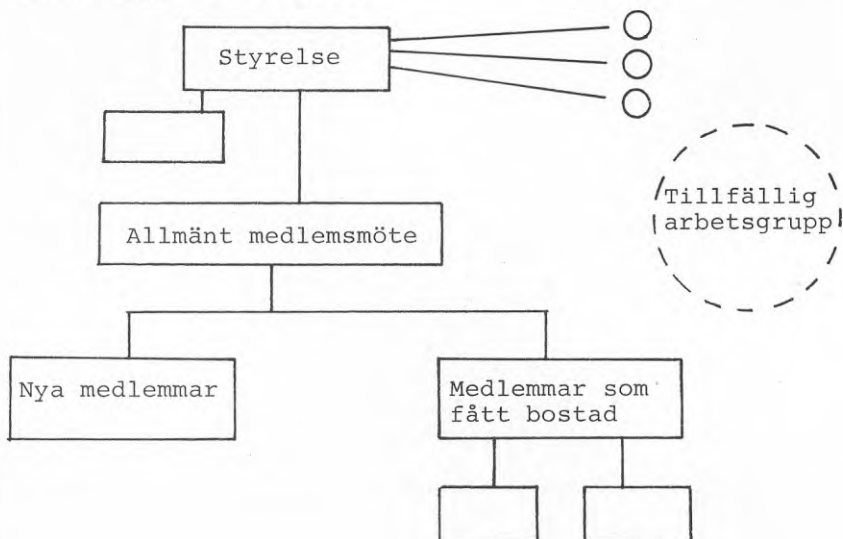 Styrelse
Tillfällig
arbetsgrupp
Allmänt medlemsmöte
Nya medlemmar
Medlemmar som
fått bostad